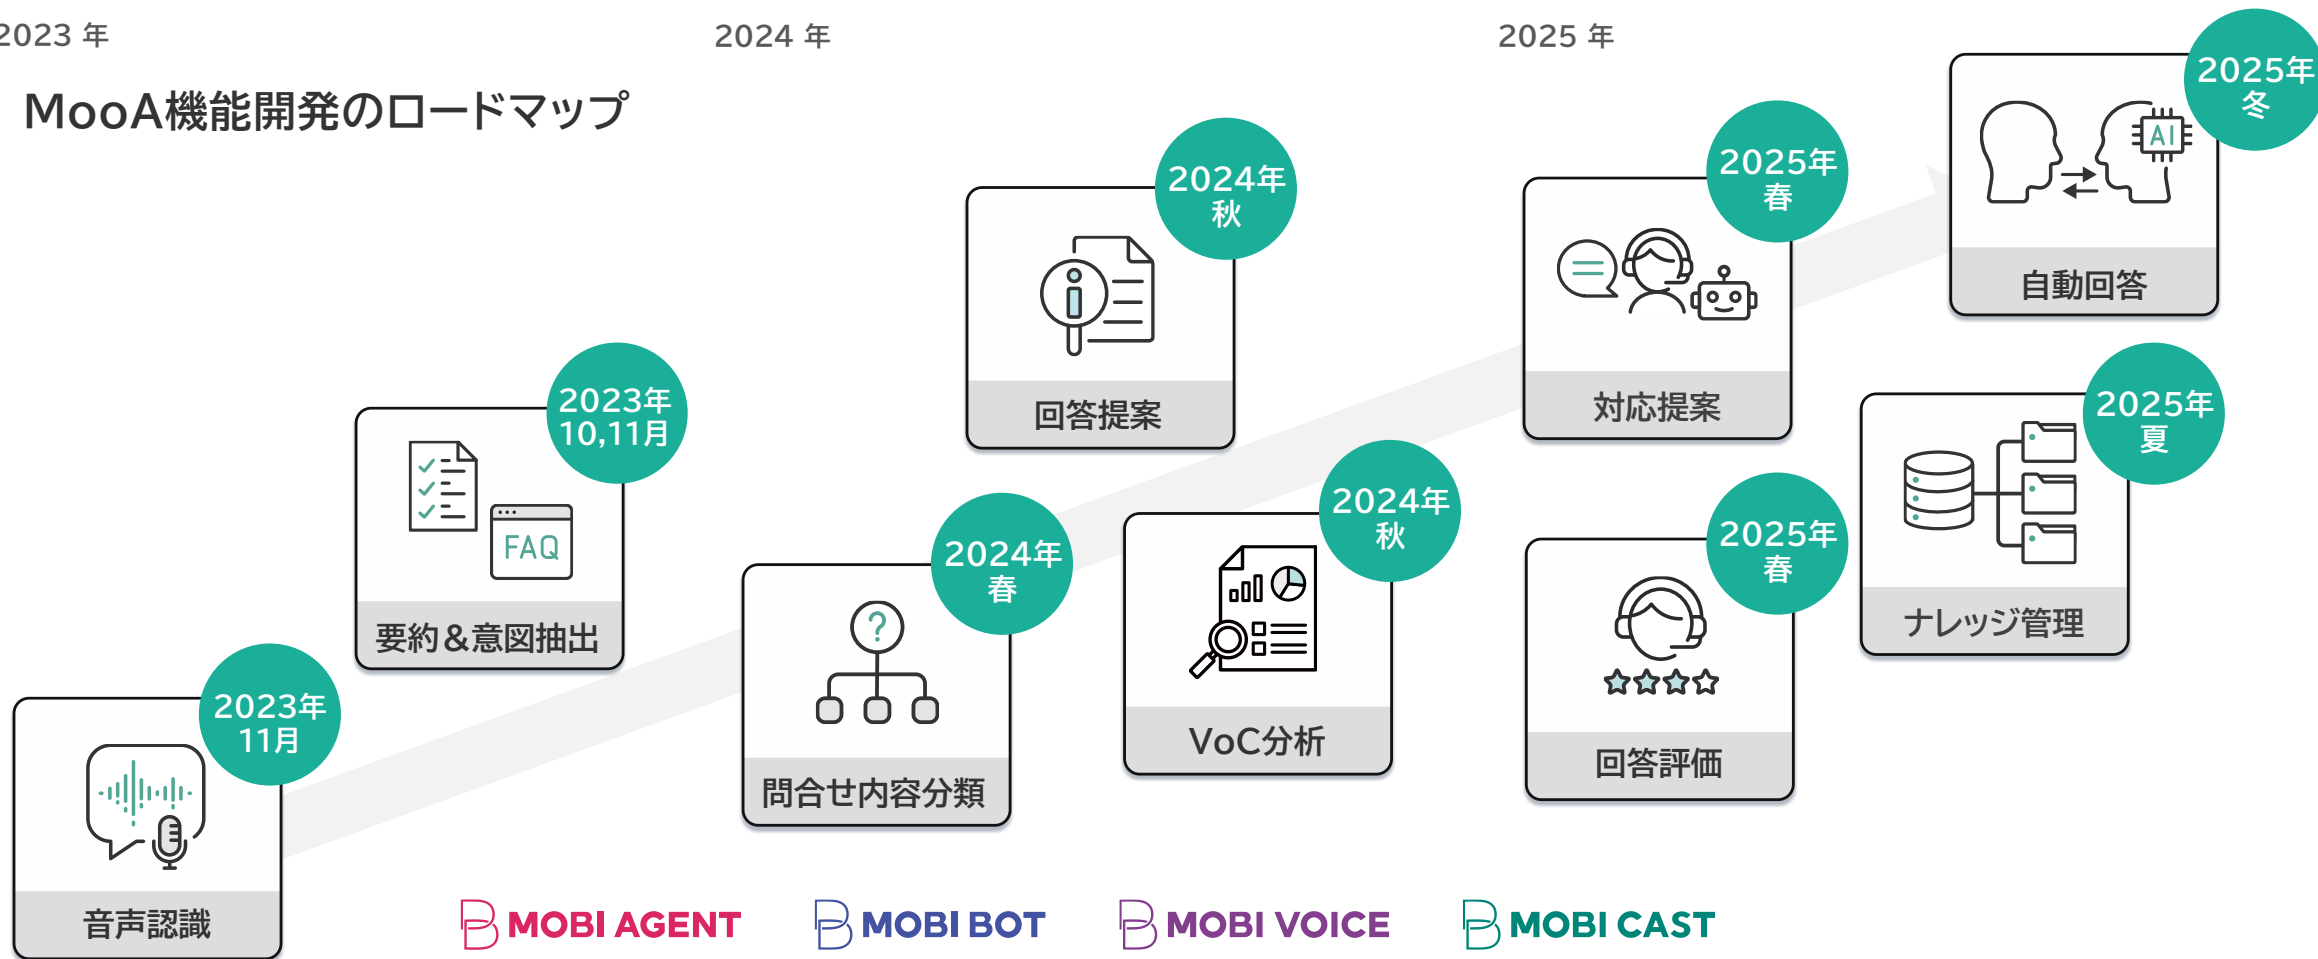 2023 年
2024 年
2025 年
MooA機能開発のロードマップ
2023年
11月
音声認識
2023年
10,11月
FAQ
要約＆意図抽出
2024年
春
?
問合せ内容分類
2024年
秋
回答提案
2024年
秋
VoC分析
2025年
春
対応提案
2025年
春
回答評価
2025年
夏
ナレッジ管理
2025年
冬
AI
自動回答
MOBI AGENT
MOBI BOT
MOBI VOICE
MOBI CAST